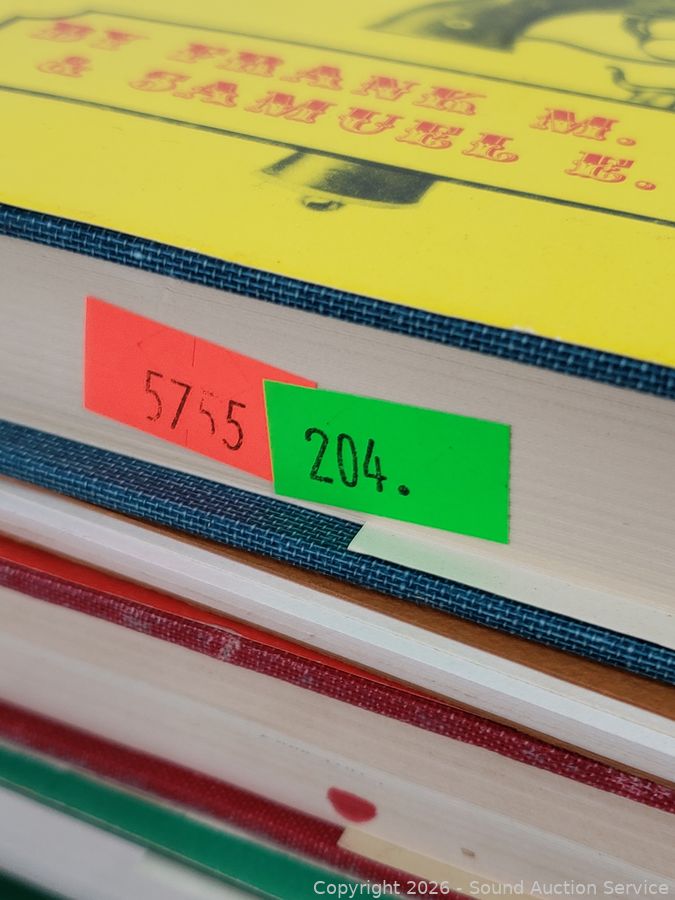 BY FRANK M.
& SAMUEL E.
5755
204.
Copyright 2026 - Sound Auction Service